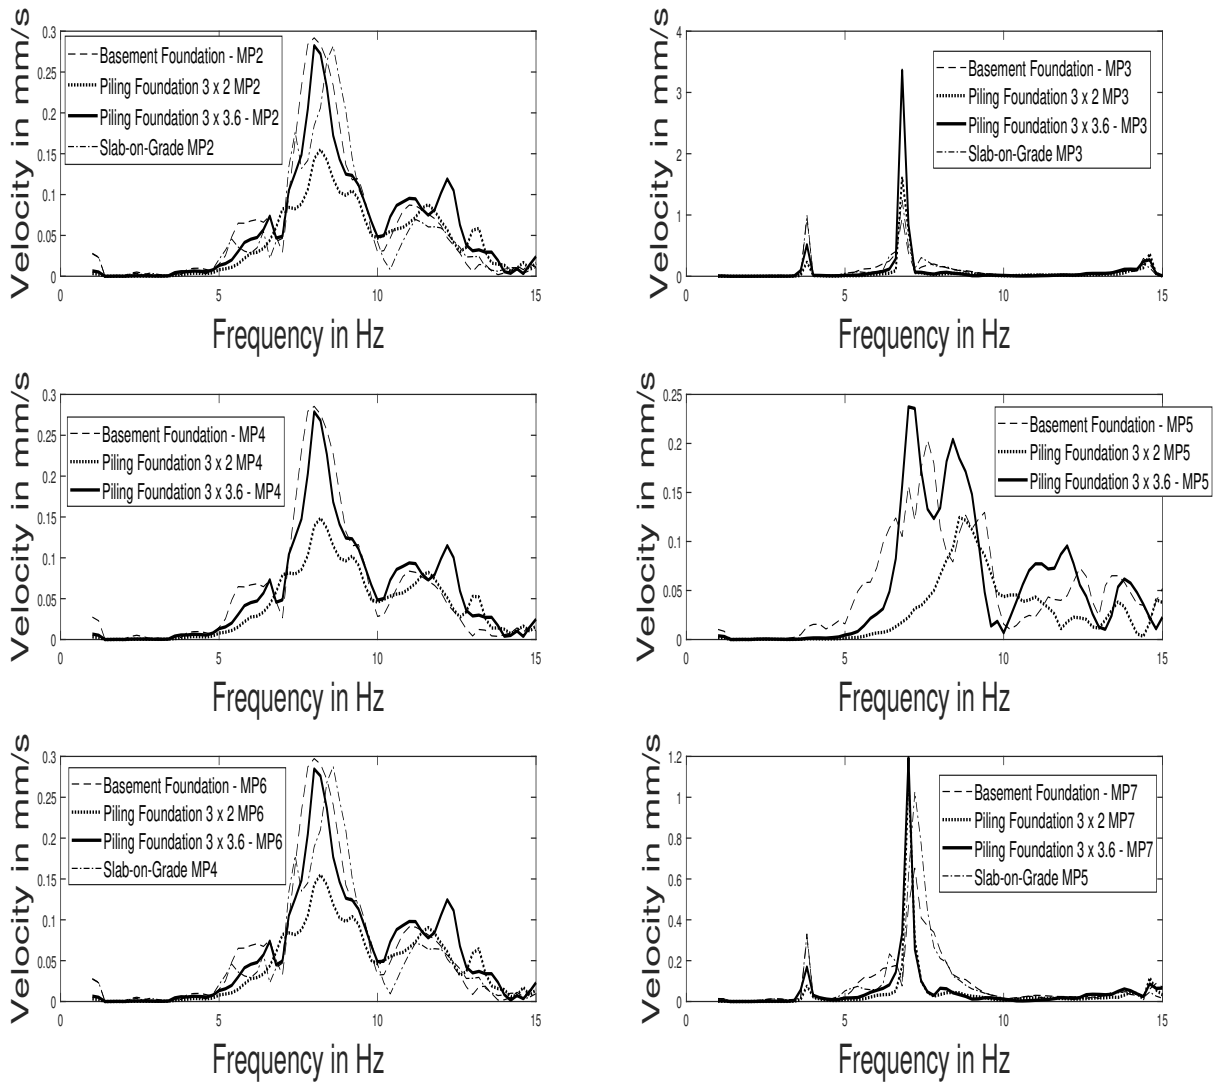 Velocity in mm/s
0.3
0.25
0.2
0.15
0.1
0.05
0
Basement Foundation - MP2
Piling Foundation 3 x 2 MP2
Piling Foundation 3 x 3.6 - MP2
Slab-on-Grade MP2
0 5 10 15
Frequency in Hz
Velocity in mm/s
4
3
2
1
0
Basement Foundation - MP3
Piling Foundation 3 x 2 MP3
Piling Foundation 3 x 3.6 - MP3
Slab-on-Grade MP3
0 5 10 15
Frequency in Hz
Velocity in mm/s
0.3
0.25
0.2
0.15
0.1
0.05
0
Basement Foundation - MP4
Piling Foundation 3 x 2 MP4
Piling Foundation 3 x 3.6 - MP4
0 5 10 15
Frequency in Hz
Velocity in mm/s
0.25
0.2
0.15
0.1
0.05
0
Basement Foundation - MP5
Piling Foundation 3 x 2 MP5
Piling Foundation 3 x 3.6 - MP5
0 5 10 15
Frequency in Hz
Velocity in mm/s
0.3
0.25
0.2
0.15
0.1
0.05
0
Basement Foundation - MP6
Piling Foundation 3 x 2 MP6
Piling Foundation 3 x 3.6 - MP6
Slab-on-Grade MP4
0 5 10 15
Frequency in Hz
Velocity in mm/s
1.2
1
0.8
0.6
0.4
0.2
0
Basement Foundation - MP7
Piling Foundation 3 x 2 MP7
Piling Foundation 3 x 3.6 - MP7
Slab-on-Grade MP5
0 5 10 15
Frequency in Hz